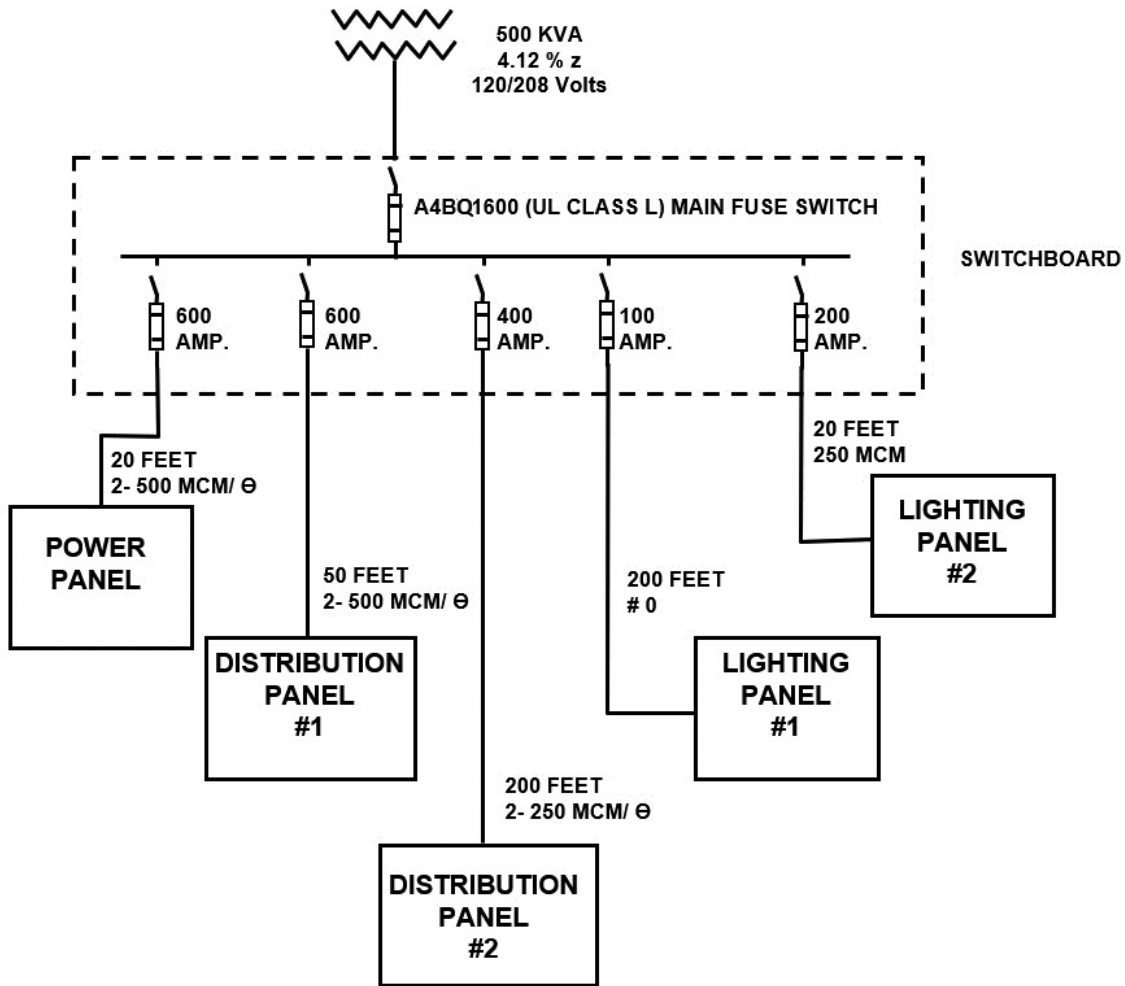 500 KVA
4.12 % z
120/208 Volts
A4BQ1600 (UL CLASS L) MAIN FUSE SWITCH
SWITCHBOARD
600
AMP.
600
AMP.
400
AMP.
100
AMP.
200
AMP.
20 FEET
2- 500 MCM/ ϴ
50 FEET
2- 500 MCM/ ϴ
200 FEET
2- 250 MCM/ ϴ
200 FEET
# 0
20 FEET
250 MCM
POWER
PANEL
DISTRIBUTION
PANEL
#1
DISTRIBUTION
PANEL
#2
LIGHTING
PANEL
#1
LIGHTING
PANEL
#2